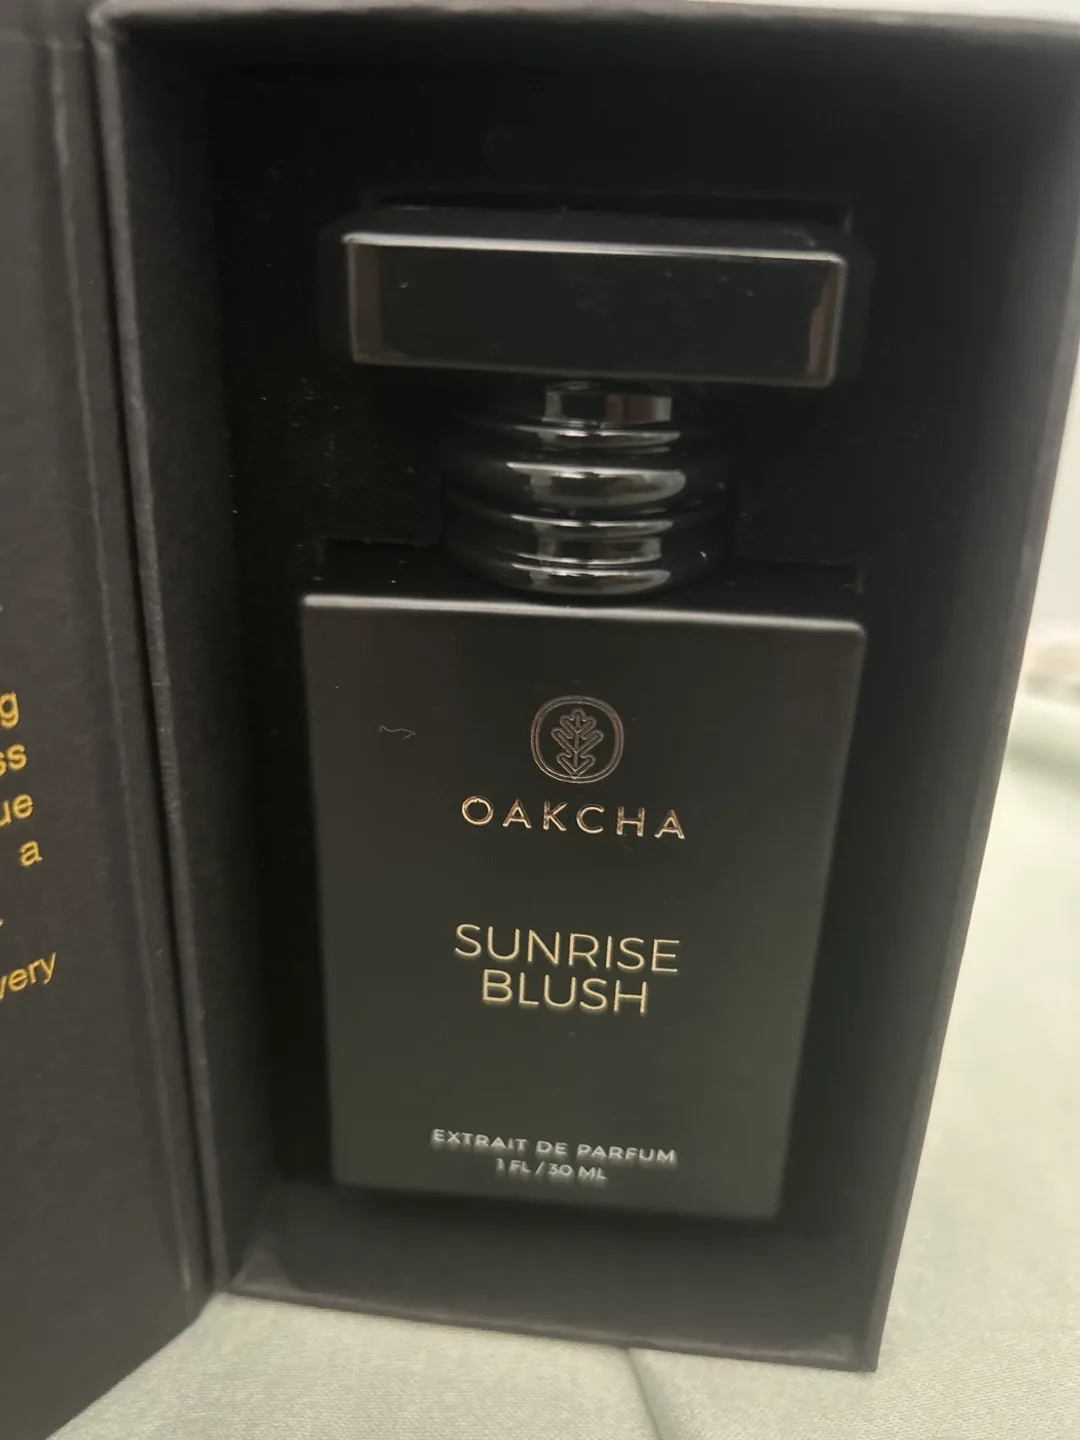 a
OAKCHA
SUNRISE
BLUSH
EXTRAIT DE PARFUM
1 FL / 30 ML